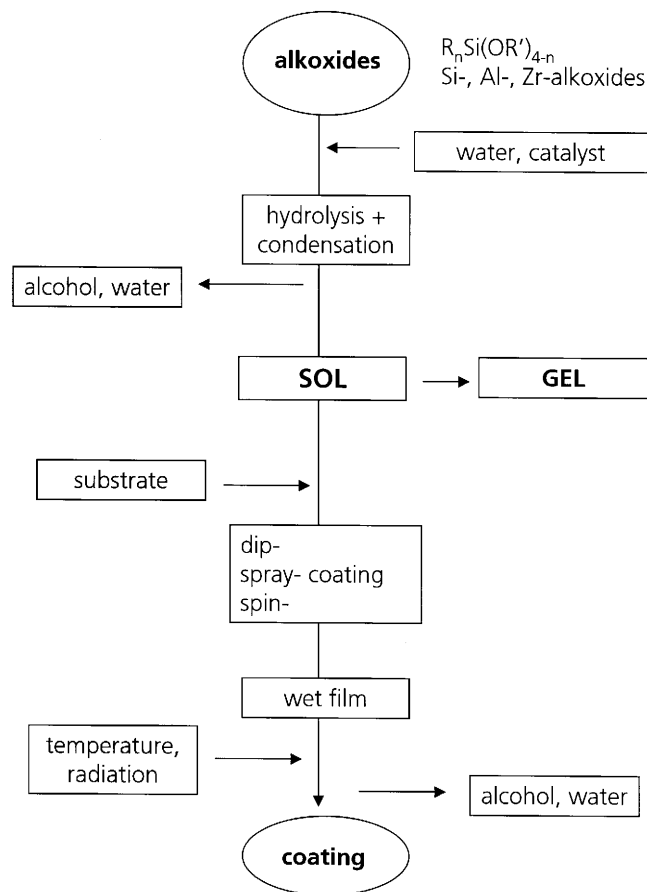 alkoxides
RₙSi(OR')₄₋ₙ
Si-, Al-, Zr-alkoxides
water, catalyst
hydrolysis +
condensation
alcohol, water
SOL
GEL
substrate
dip-
spray- coating
spin-
wet film
temperature,
radiation
alcohol, water
coating